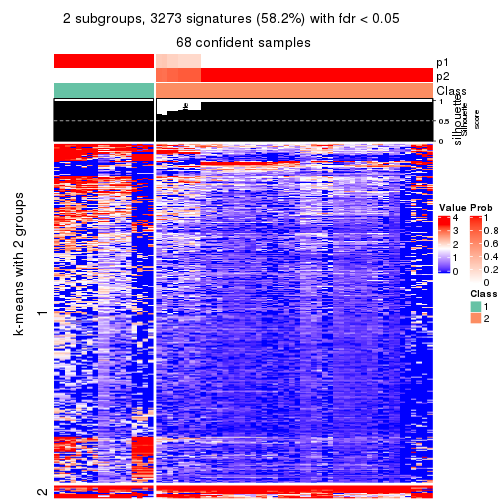 2 subgroups, 3273 signatures (58.2%) with fdr < 0.05
68 confident samples
p1
p2
Class
1
0.5
0
silhouette
Silhouette
score
k-means with 2 groups
1
2
Value
4
3
2
1
0
Prob
1
0.8
0.6
0.4
0.2
0
Class
1
2